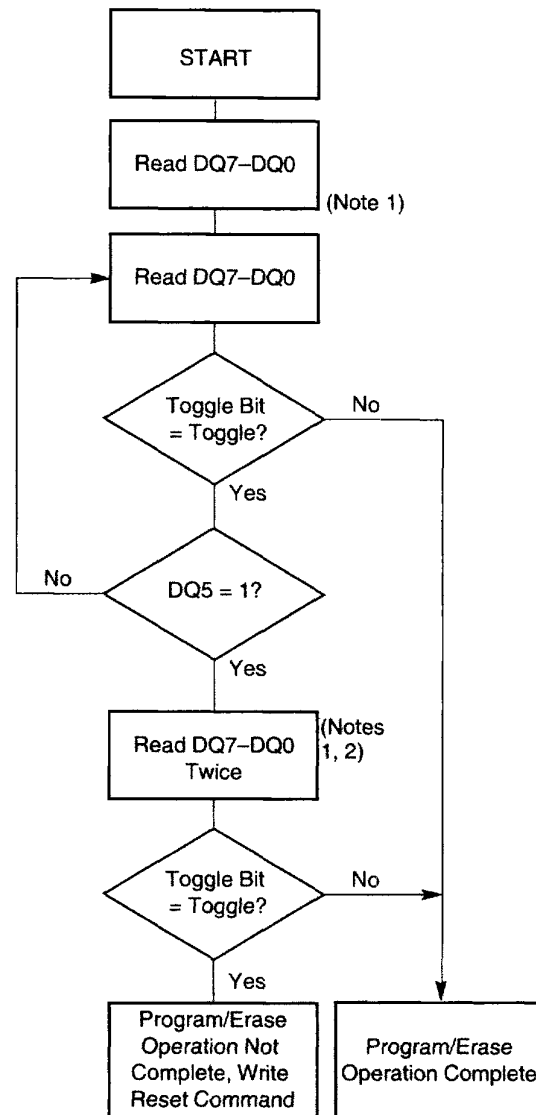 START
Read DQ7–DQ0
(Note 1)
Read DQ7–DQ0
Toggle Bit
= Toggle?
No
Yes
No
DQ5 = 1?
Yes
Read DQ7–DQ0
Twice
(Notes
1, 2)
Toggle Bit
= Toggle?
No
Yes
Program/Erase
Operation Not
Complete, Write
Reset Command
Program/Erase
Operation Complete